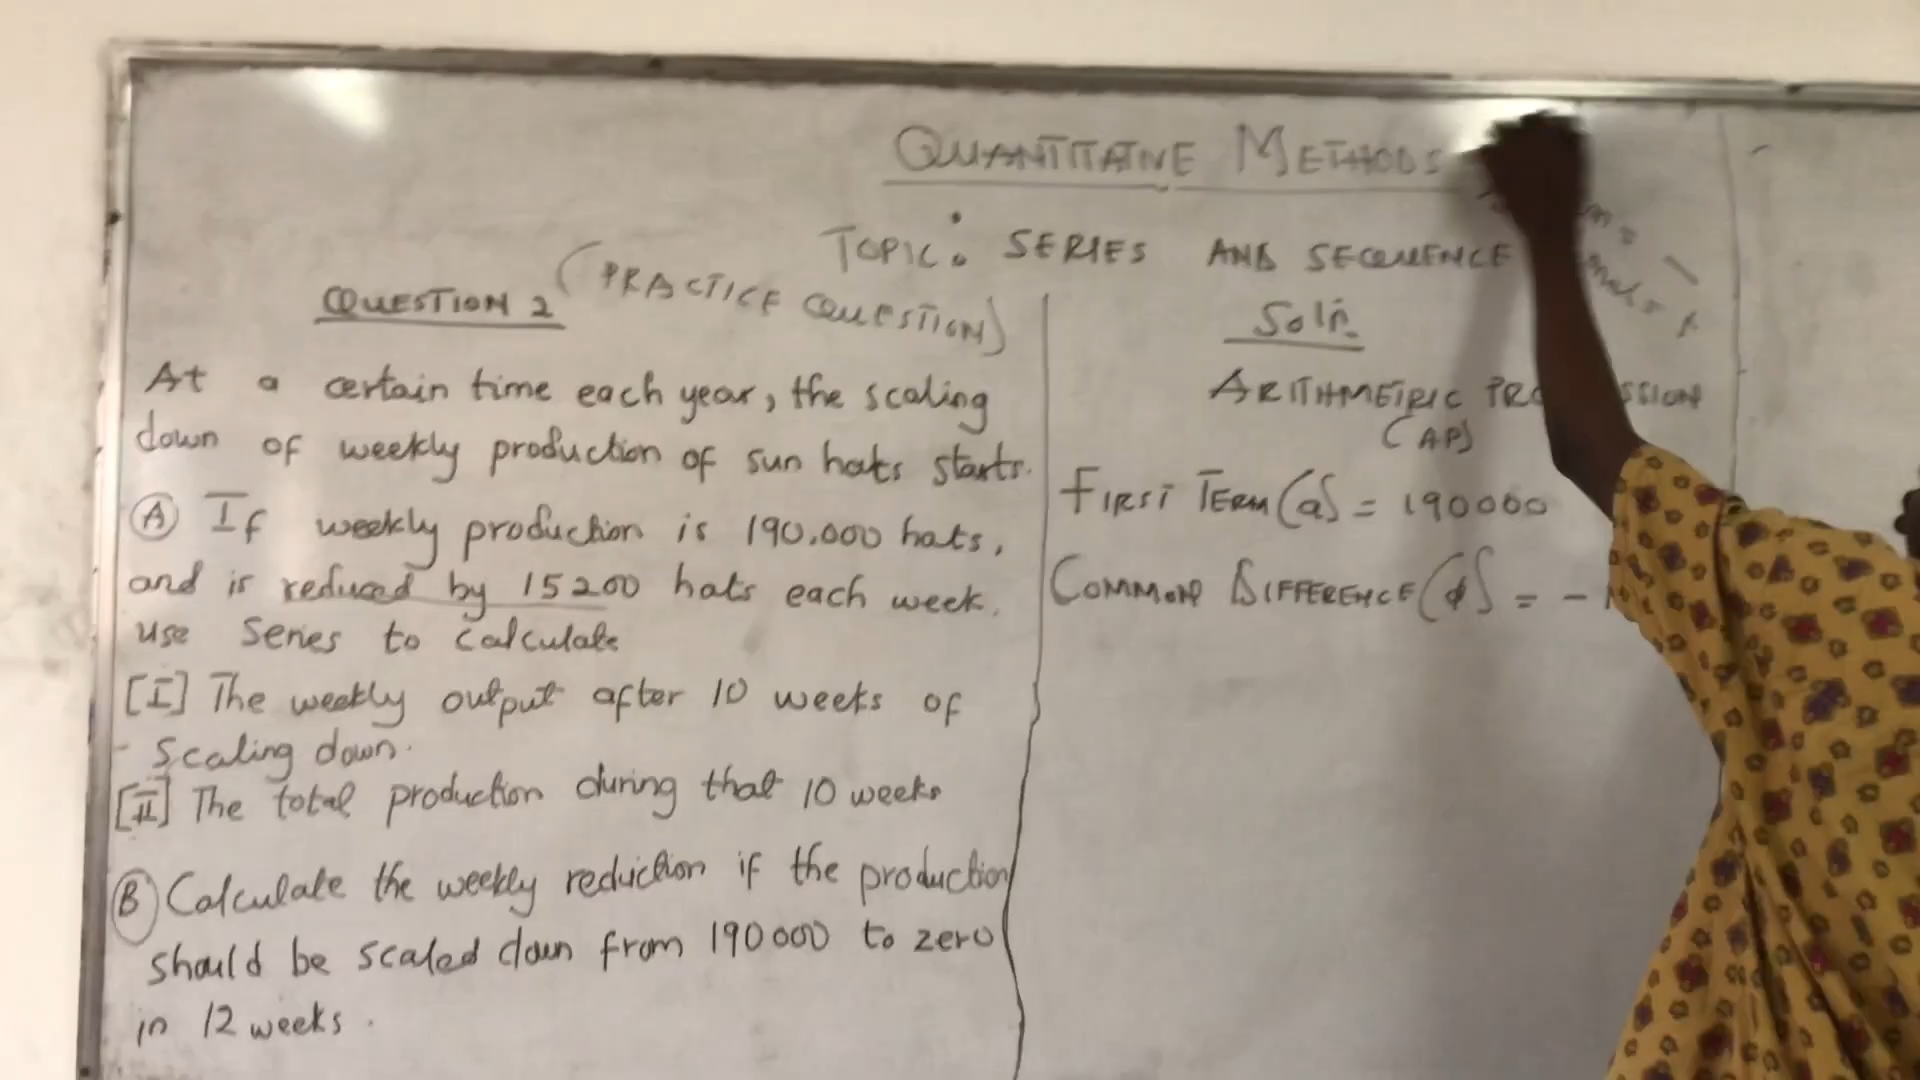 QUANTITATIVE METHODS
TOPIC: SERIES AND SEQUENCE
QUESTION 2 (PRACTICE QUESTION)
At a certain time each year, the scaling
down of weekly production of sun hats starts.
(A) If weekly production is 190,000 hats,
and is reduced by 15200 hats each week.
use series to calculate
[I] The weekly output after 10 weeks of
- scaling down.
[II] The total production during that 10 weeks
(B) Calculate the weekly reduction if the production
should be scaled down from 190000 to zero
in 12 weeks.
Soln.
ARITHMETIRIC
(AP)
FIRST TERM (a) = 190000
COMMON DIFFERENCE (d) = -